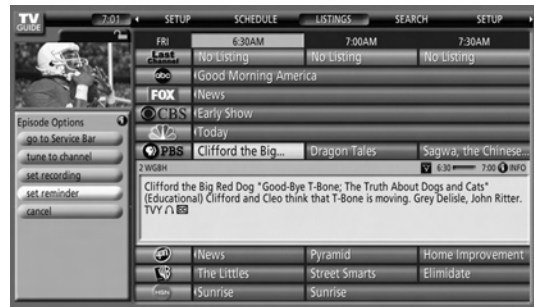 TV GUIDE
7:01
SETUP SCHEDULE LISTINGS SEARCH SETUP
FRI 6:30AM 7:00AM 7:30AM
Last Channel No Listing No Listing No Listing
abc Good Morning America
FOX News
CBS Early Show
Today
PBS Clifford the Big... Dragon Tales Sagwa, the Chinese...
Episode Options
go to Service Bar
tune to channel
set recording
set reminder
cancel
2 WGBH 6:30 7:00 INFO
Clifford the Big Red Dog "Good-Bye T-Bone; The Truth About Dogs and Cats"
(Educational) Clifford and Cleo think that T-Bone is moving. Grey Delisle, John Ritter.
TVY
News Pyramid Home Improvement
The Littles Street Smarts Elimidate
HSN Sunrise Sunrise